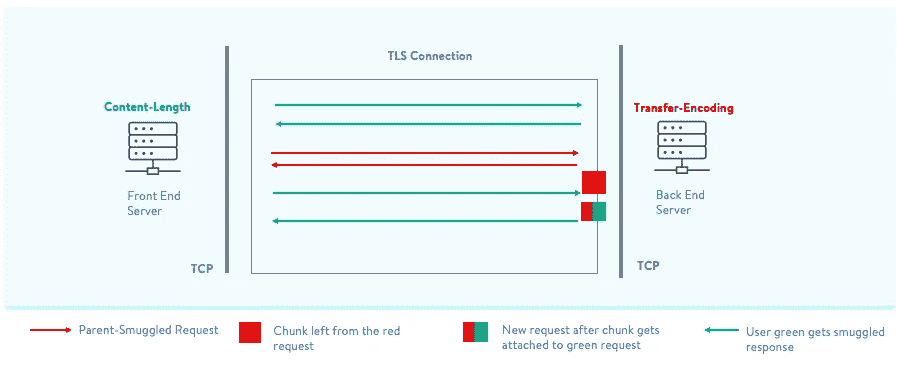 TLS Connection
Content-Length
Transfer-Encoding
Front End
Server
Back End
Server
TCP
TCP
Parent-Smuggled Request
Chunk left from the red
request
New request after chunk gets
attached to green request
User green gets smuggled
response